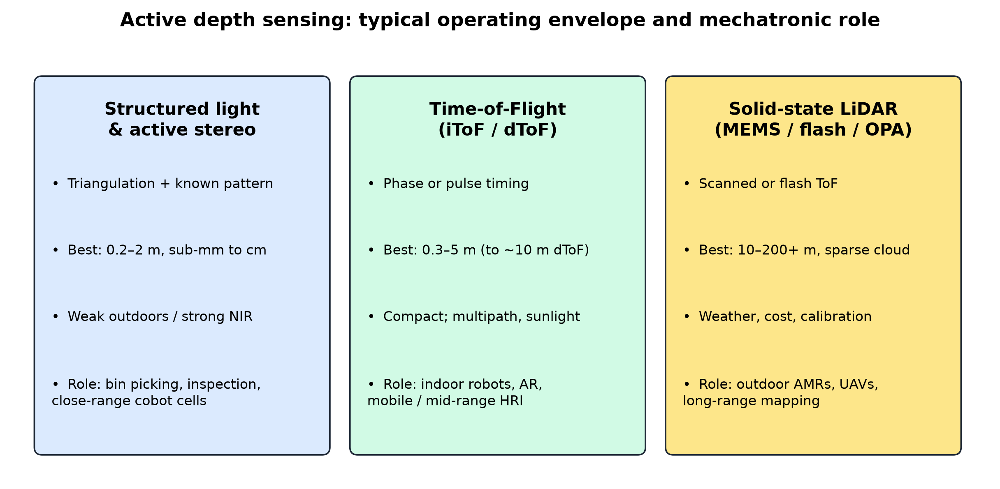 Active depth sensing: typical operating envelope and mechatronic role
Structured light
& active stereo
• Triangulation + known pattern
• Best: 0.2–2 m, sub-mm to cm
• Weak outdoors / strong NIR
• Role: bin picking, inspection,
close-range cobot cells
Time-of-Flight
(iToF / dToF)
• Phase or pulse timing
• Best: 0.3–5 m (to ~10 m dToF)
• Compact; multipath, sunlight
• Role: indoor robots, AR,
mobile / mid-range HRI
Solid-state LiDAR
(MEMS / flash / OPA)
• Scanned or flash ToF
• Best: 10–200+ m, sparse cloud
• Weather, cost, calibration
• Role: outdoor AMRs, UAVs,
long-range mapping